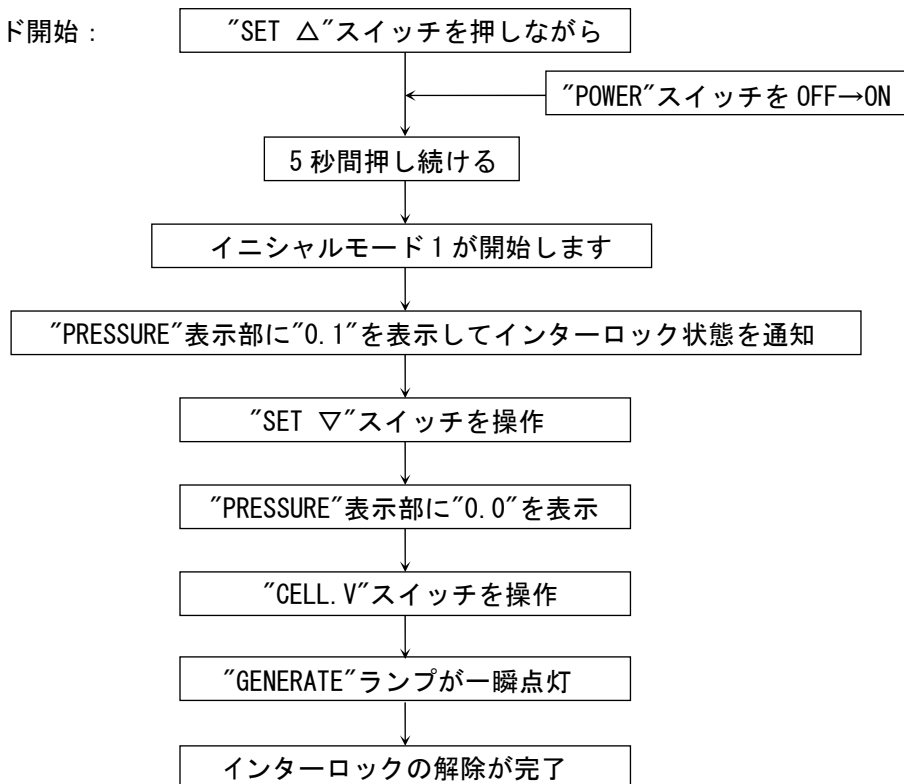 ド開始：
"SET △"スイッチを押しながら
"POWER"スイッチを OFF→ON
5 秒間押し続ける
イニシャルモード 1 が開始します
"PRESSURE"表示部に"0.1"を表示してインターロック状態を通知
"SET ▽"スイッチを操作
"PRESSURE"表示部に"0.0"を表示
"CELL.V"スイッチを操作
"GENERATE"ランプが一瞬点灯
インターロックの解除が完了